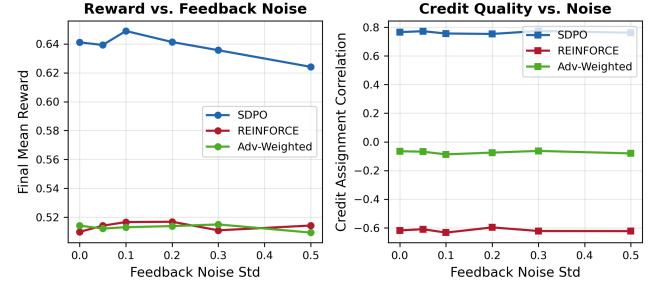 Reward vs. Feedback Noise
Final Mean Reward
0.64
0.62
0.60
0.58
0.56
0.54
0.52
SDPO
REINFORCE
Adv-Weighted
0.0 0.1 0.2 0.3 0.4 0.5
Feedback Noise Std
Credit Quality vs. Noise
Credit Assignment Correlation
0.8
0.6
0.4
0.2
0.0
−0.2
−0.4
−0.6
SDPO
REINFORCE
Adv-Weighted
0.0 0.1 0.2 0.3 0.4 0.5
Feedback Noise Std